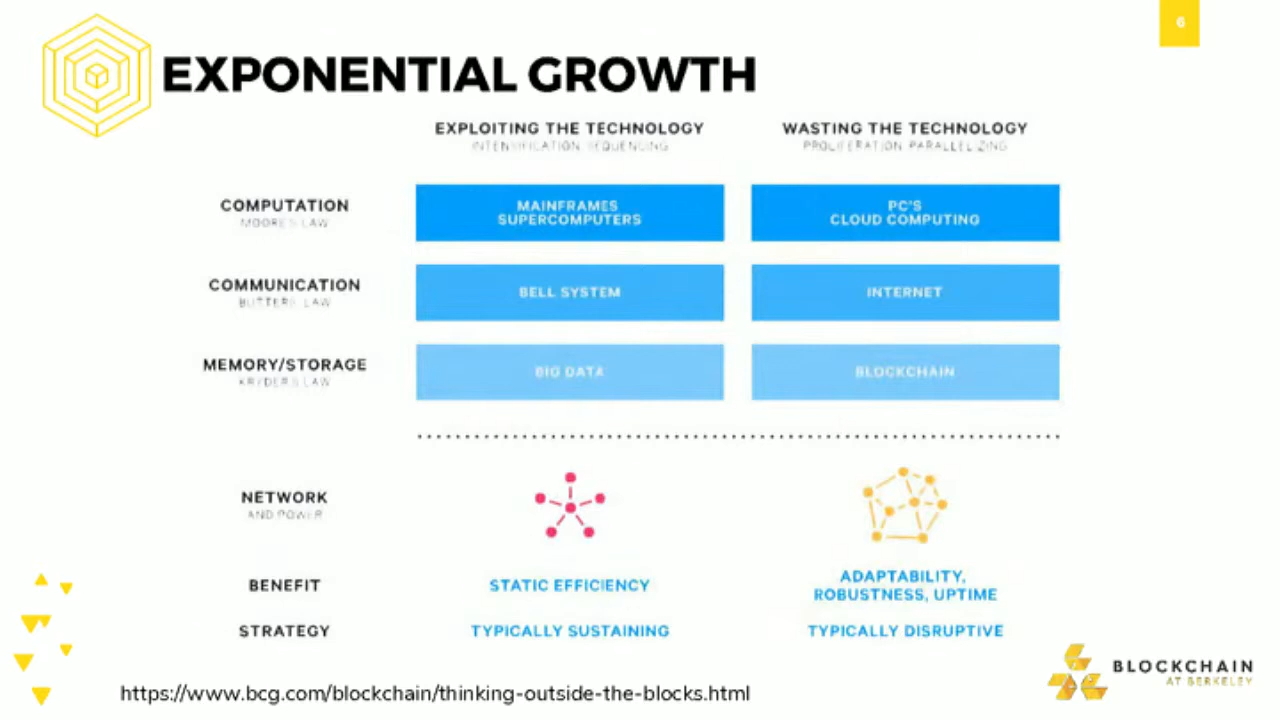 6
EXPONENTIAL GROWTH
EXPLOITING THE TECHNOLOGY
INTENSIFICATION, SEQUENCING
WASTING THE TECHNOLOGY
PROLIFERATION, PARALLELIZING
COMPUTATION
MOORE'S LAW
MAINFRAMES
SUPERCOMPUTERS
PC'S
CLOUD COMPUTING
COMMUNICATION
BUTTERS' LAW
BELL SYSTEM
INTERNET
MEMORY/STORAGE
KRYDER'S LAW
BIG DATA
BLOCKCHAIN
NETWORK
AND POWER
BENEFIT
STATIC EFFICIENCY
ADAPTABILITY,
ROBUSTNESS, UPTIME
STRATEGY
TYPICALLY SUSTAINING
TYPICALLY DISRUPTIVE
https://www.bcg.com/blockchain/thinking-outside-the-blocks.html
BLOCKCHAIN
AT BERKELEY